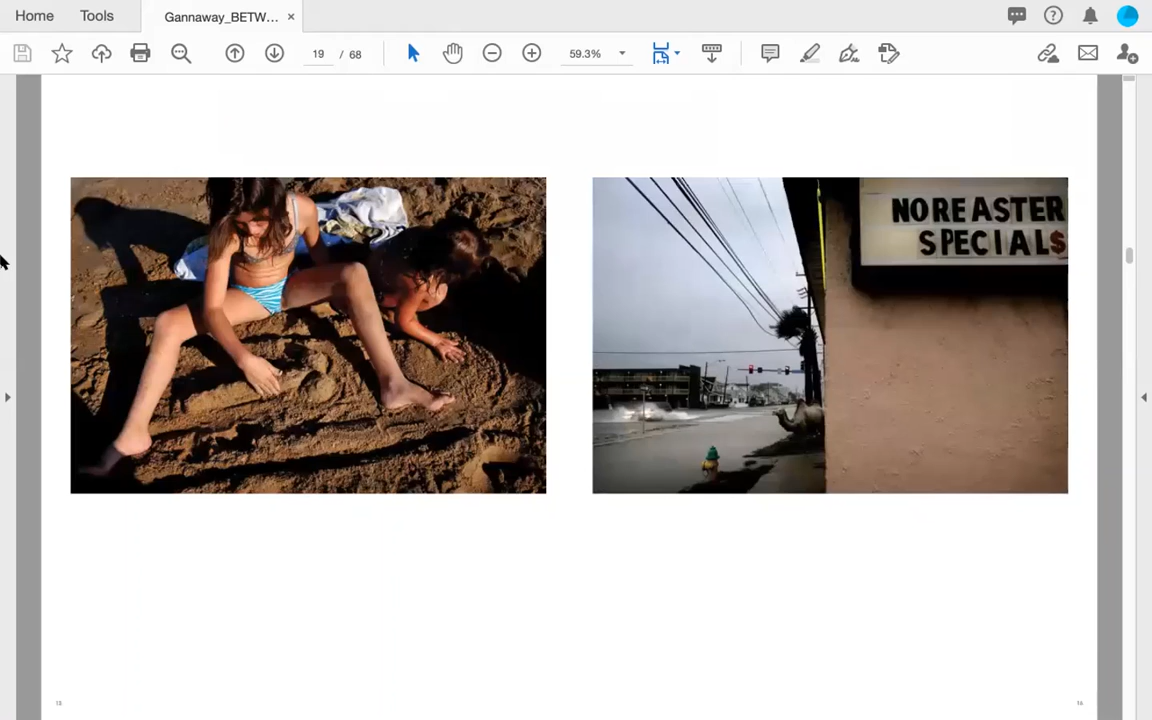 Home
Tools
Gannaway_BETW... ×
19 / 68
59.3%
NOREASTER
SPECIAL$